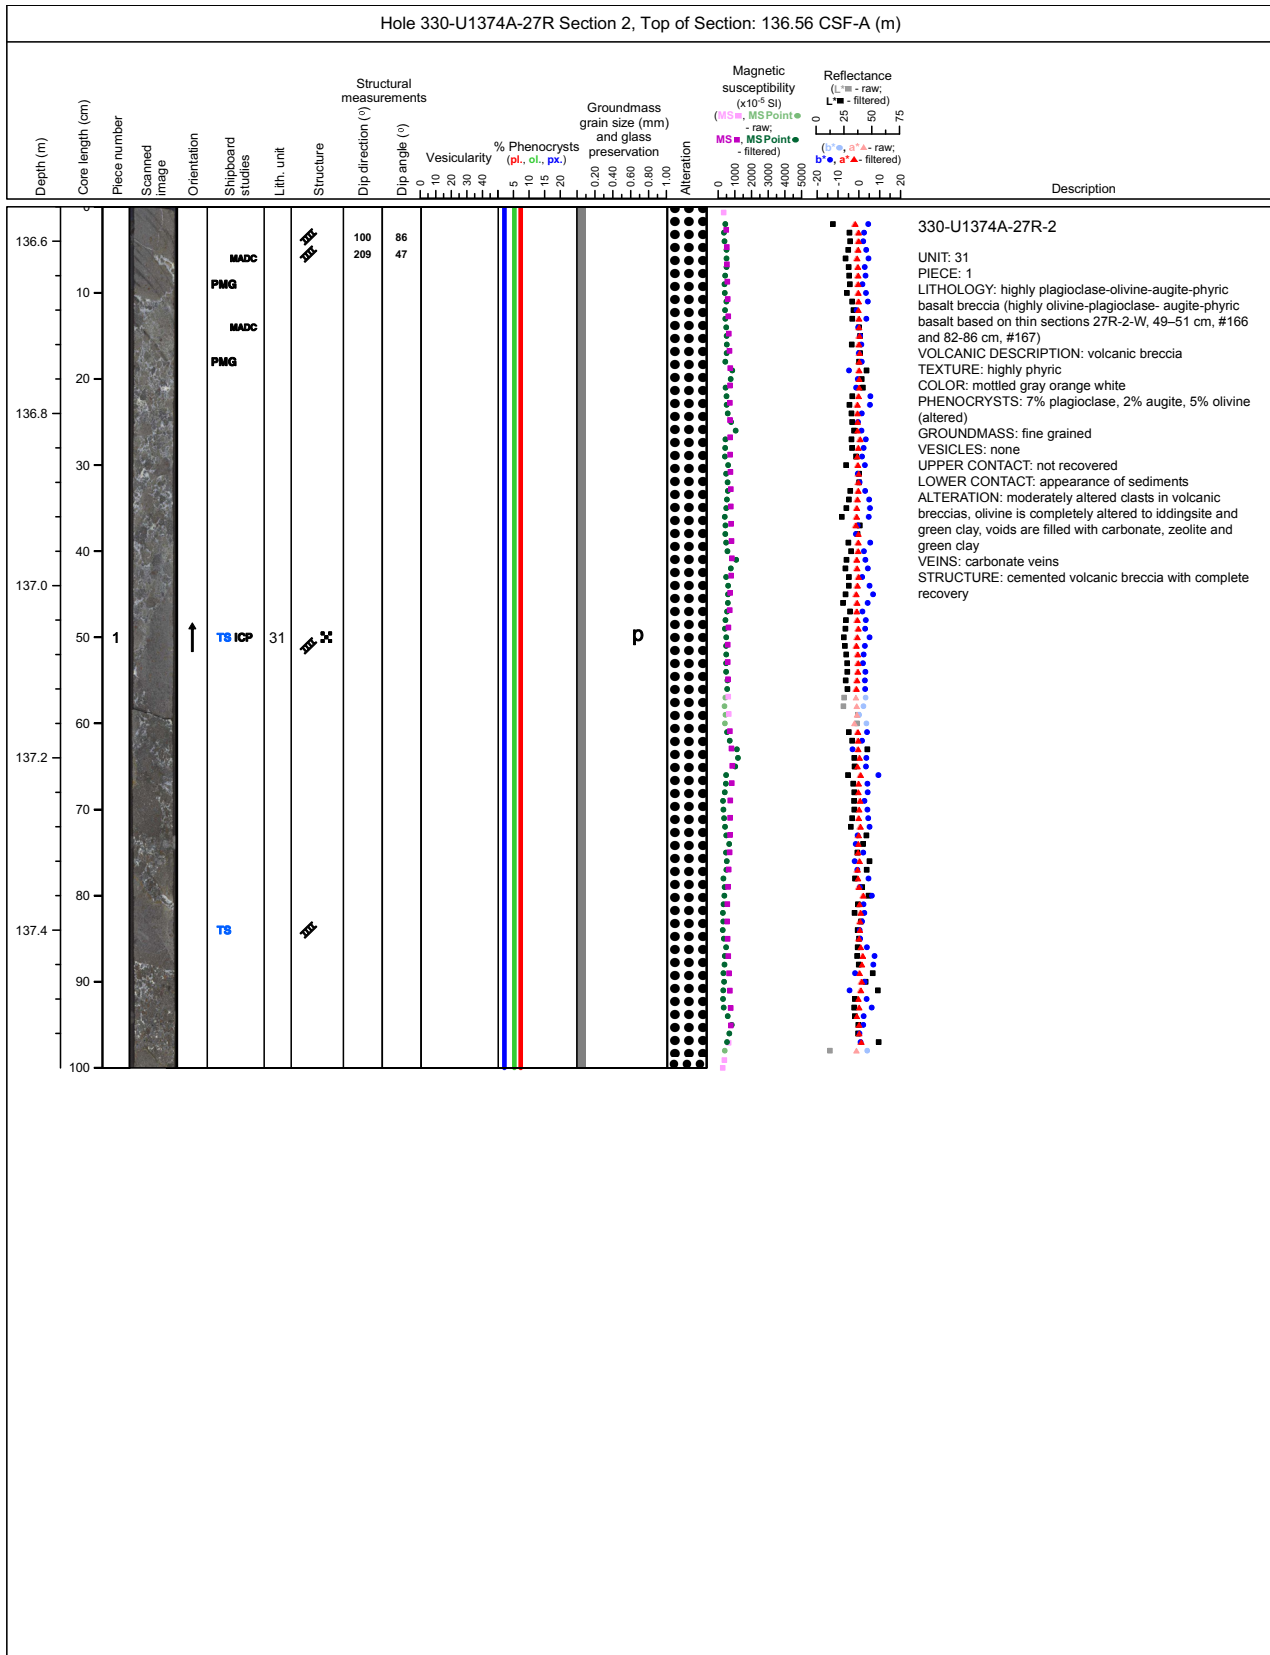 Hole 330-U1374A-27R Section 2, Top of Section: 136.56 CSF-A (m)
Depth (m)
Core length (cm)
Piece number
Scanned
image
Orientation
Shipboard
studies
Lith. unit
Structure
Structural
measurements
Dip direction (º)
Dip angle (º)
Vesicularity
0 10 20 30 40
% Phenocrysts
(pl., ol., px.)
5 10 15 20
Groundmass
grain size (mm)
and glass
preservation
0.20 0.40 0.60 0.80 1.00
Alteration
Magnetic
susceptibility
(x10-5 SI)
(MS■, MSPoint●
- raw;
MS■, MSPoint●
- filtered)
0 1000 2000 3000 4000 5000
Reflectance
(L*■ - raw;
L*■ - filtered)
0 25 50 75
(b*●, a*▲- raw;
b*●, a*▲- filtered)
-20 -10 0 10 20
Description
0
136.6
10
20
136.8
30
40
137.0
50
60
137.2
70
80
137.4
90
100
1
MADC
PMG
MADC
PMG
TS ICP
TS
31
100 86
209 47
p
330-U1374A-27R-2
UNIT: 31
PIECE: 1
LITHOLOGY: highly plagioclase-olivine-augite-phyric
basalt breccia (highly olivine-plagioclase- augite-phyric
basalt based on thin sections 27R-2-W, 49–51 cm, #166
and 82-86 cm, #167)
VOLCANIC DESCRIPTION: volcanic breccia
TEXTURE: highly phyric
COLOR: mottled gray orange white
PHENOCRYSTS: 7% plagioclase, 2% augite, 5% olivine
(altered)
GROUNDMASS: fine grained
VESICLES: none
UPPER CONTACT: not recovered
LOWER CONTACT: appearance of sediments
ALTERATION: moderately altered clasts in volcanic
breccias, olivine is completely altered to iddingsite and
green clay, voids are filled with carbonate, zeolite and
green clay
VEINS: carbonate veins
STRUCTURE: cemented volcanic breccia with complete
recovery